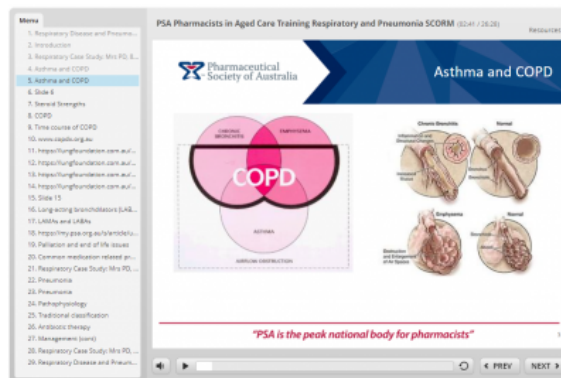 Menu
1. Respiratory Disease and Pneumo...
2. Introduction
3. Respiratory Case Study: Mrs PD, 8...
4. Asthma and COPD
5. Asthma and COPD
6. Slide 6
7. Steroid Strengths
8. COPD
9. Time course of COPD
10. www.copdx.org.au
11. https://lungfoundation.com.au/...
12. https://lungfoundation.com.au/...
13. https://lungfoundation.com.au/...
14. https://lungfoundation.com.au/...
15. Slide 15
16. Long-acting bronchodilators (LAB...
17. LAMAs and LABAs
18. https://my.psa.org.au/s/article/u...
19. Palliation and end of life issues
20. Common medication related pr...
21. Respiratory Case Study: Mrs PD, ...
22. Pneumonia
23. Pneumonia
24. Pathophysiology
25. Traditional classification
26. Antibiotic therapy
27. Management (cont)
28. Respiratory Case Study: Mrs PD, ...
29. Respiratory Disease and Pneum...
PSA Pharmacists in Aged Care Training Respiratory and Pneumonia SCORM (02:41 / 26:28)
Resources
Pharmaceutical
Society of Australia
Asthma and COPD
CHRONIC
BRONCHITIS
EMPHYSEMA
COPD
ASTHMA
AIRFLOW OBSTRUCTION
Chronic Bronchitis
Normal
Emphysema
Normal
"PSA is the peak national body for pharmacists"
PREV
NEXT